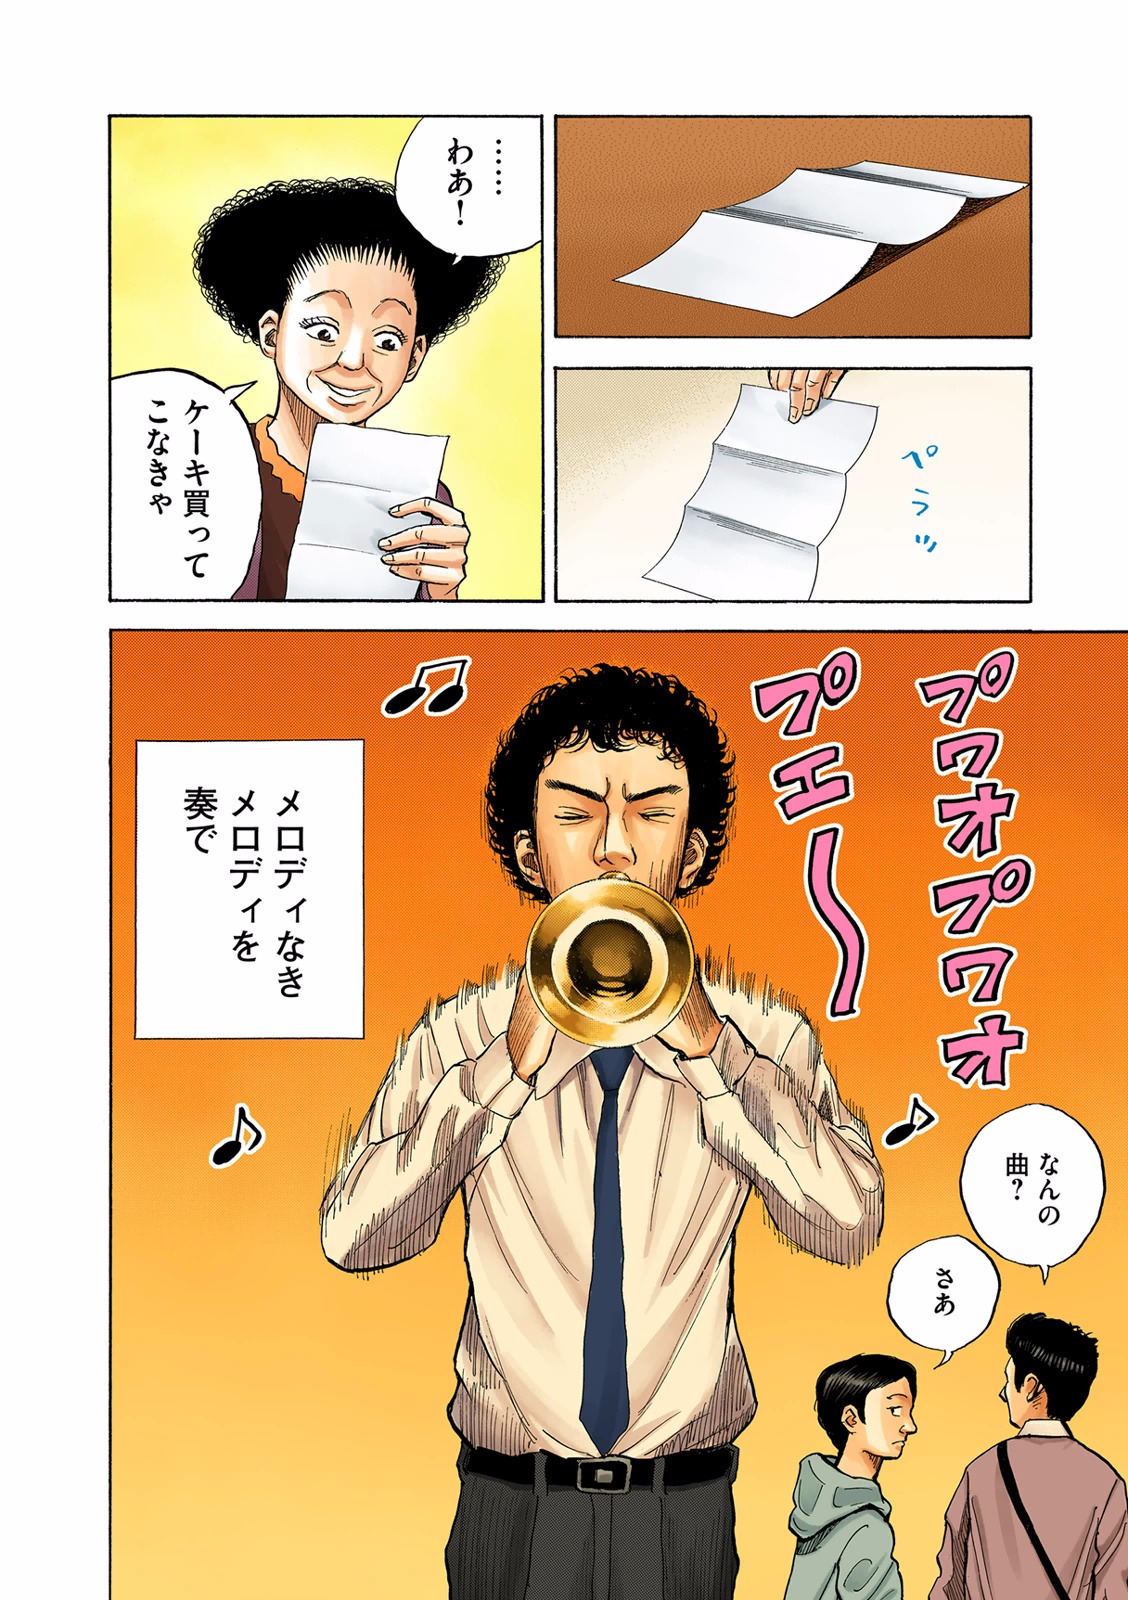 ペラッ
……
わあ！
ケーキ買って
こなきゃ
プワオプワオ
プエ〜
メロディなき
メロディを
奏で
なんの
曲？
さあ